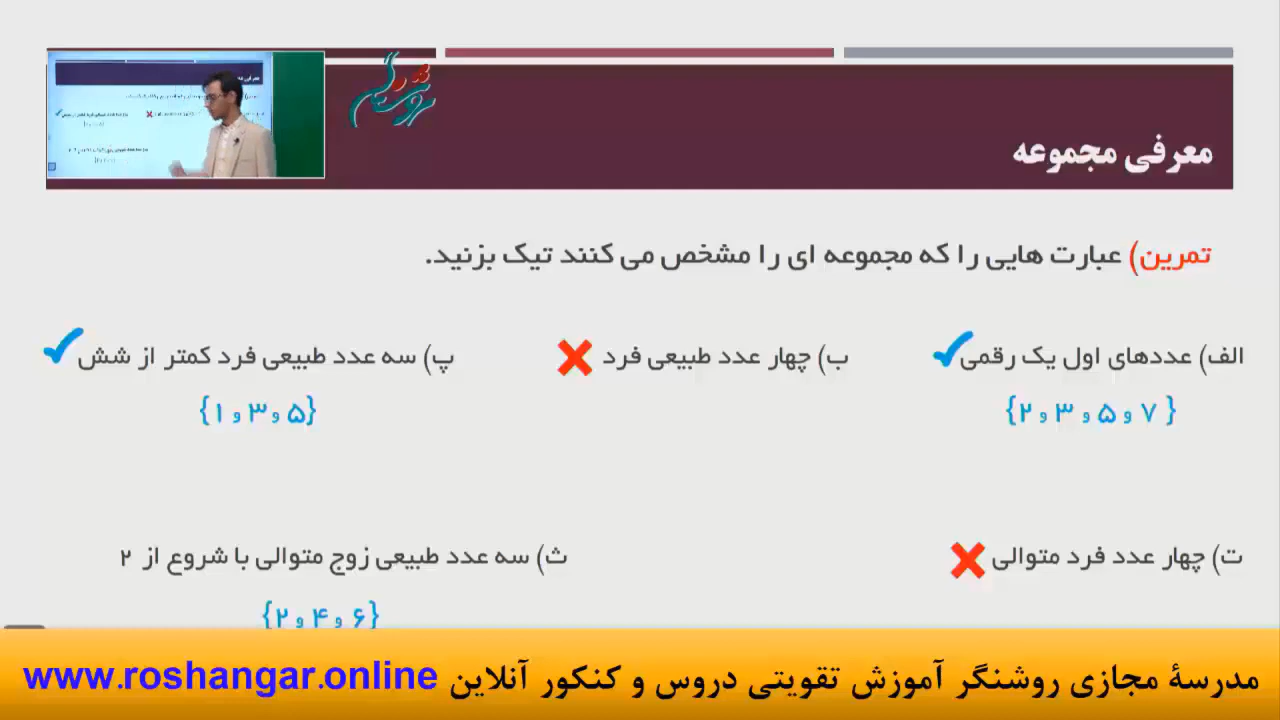 روشنگر
معرفی مجموعه
تمرین) عبارت هایی را که مجموعه ای را مشخص می کنند تیک بزنید.
الف) عددهای اول یک رقمی
ب) چهار عدد طبیعی فرد
پ) سه عدد طبیعی فرد کمتر از شش
{۲ و ۳ و ۵ و ۷ }
{۱ و ۳ و ۵}
ت) چهار عدد فرد متوالی
ث) سه عدد طبیعی زوج متوالی با شروع از ۲
{۲ و ۴ و ۶}
مدرسهٔ مجازی روشنگر آموزش تقویتی دروس و کنکور آنلاین www.roshangar.online